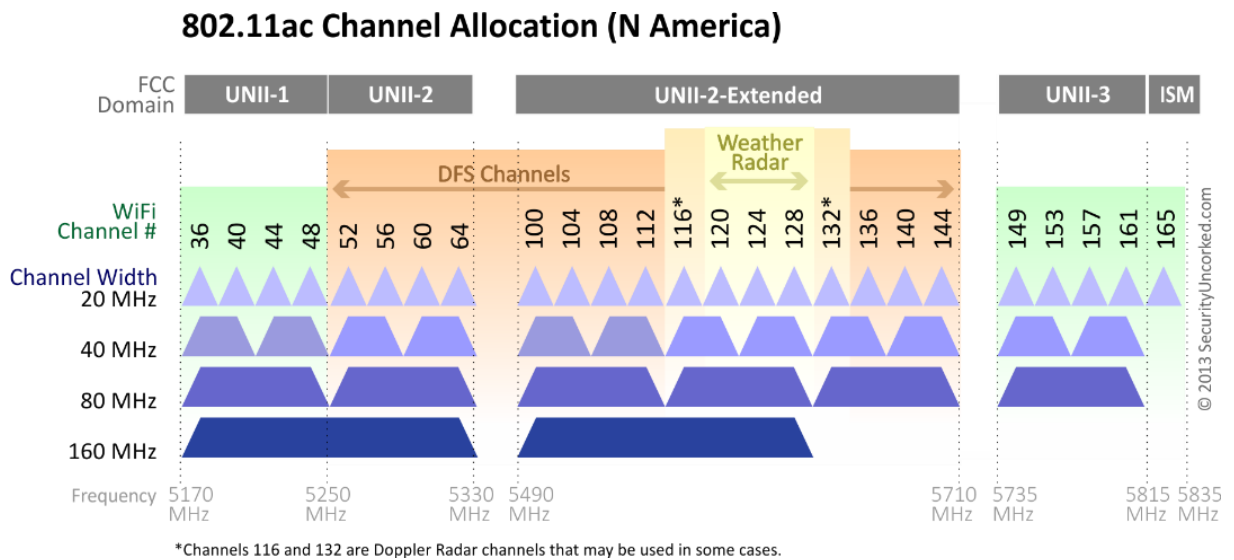 802.11ac Channel Allocation (N America)
FCC
Domain
UNII-1
UNII-2
UNII-2-Extended
UNII-3
ISM
Weather
Radar
DFS Channels
WiFi
Channel #
36 40 44 48 52 56 60 64 100 104 108 112 116* 120 124 128 132* 136 140 144 149 153 157 161 165
Channel Width
20 MHz
40 MHz
80 MHz
160 MHz
Frequency
5170
MHz
5250
MHz
5330
MHz
5490
MHz
5710
MHz
5735
MHz
5815
MHz
5835
MHz
© 2013 SecurityUncorked.com
*Channels 116 and 132 are Doppler Radar channels that may be used in some cases.